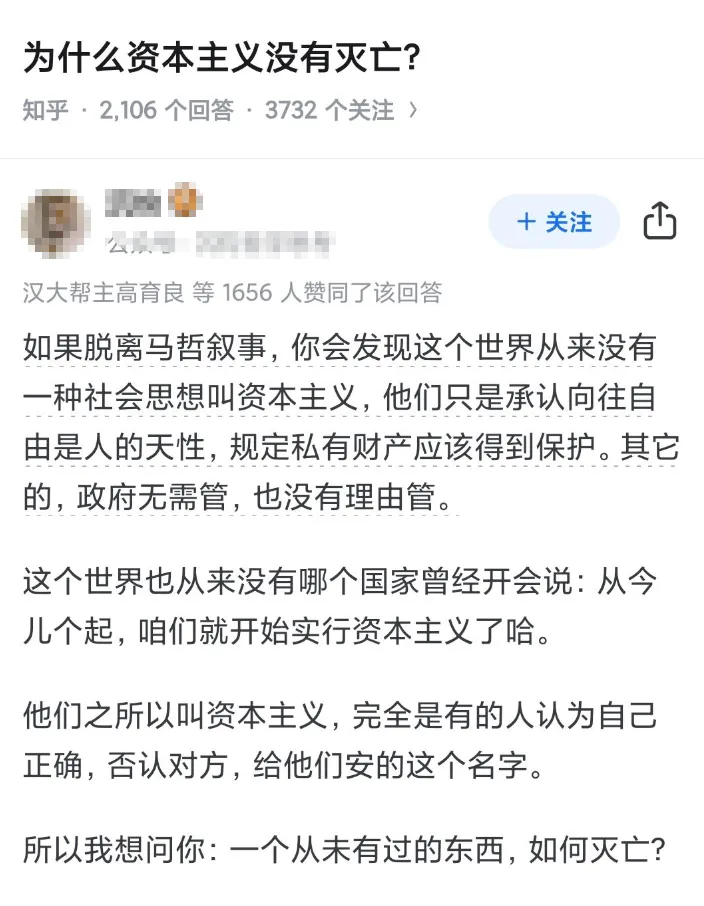 为什么资本主义没有灭亡?
知乎 · 2,106 个回答 · 3732 个关注 >
+ 关注
汉大帮主高育良 等 1656 人赞同了该回答
如果脱离马哲叙事, 你会发现这个世界从来没有
一种社会思想叫资本主义, 他们只是承认向往自
由是人的天性, 规定私有财产应该得到保护。其它
的, 政府无需管, 也没有理由管。
这个世界也从来没有哪个国家曾经开会说: 从今
儿个起, 咱们就开始实行资本主义了哈。
他们之所以叫资本主义, 完全是有的人认为自己
正确, 否认对方, 给他们安的这个名字。
所以我想问你: 一个从未有过的东西, 如何灭亡?